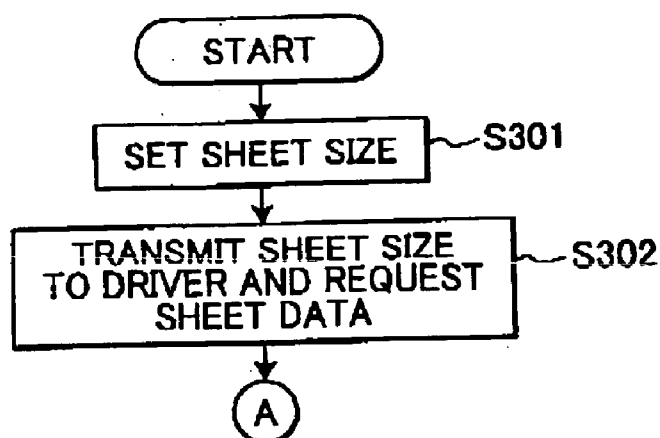 START
SET SHEET SIZE
S301
TRANSMIT SHEET SIZE
TO DRIVER AND REQUEST
SHEET DATA
S302
A